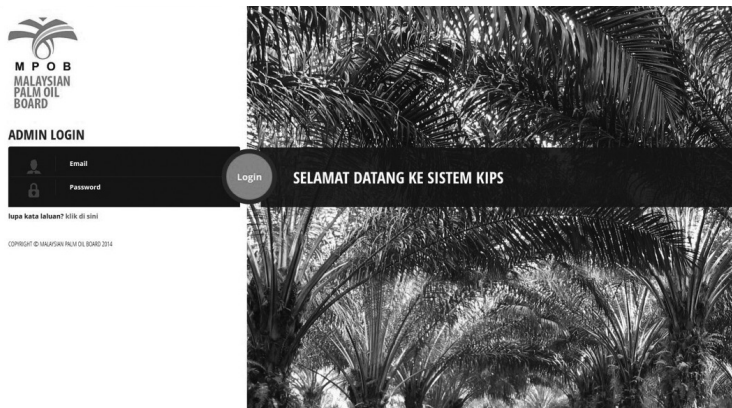 MPOB
MALAYSIAN
PALM OIL
BOARD
ADMIN LOGIN
Email
Password
Login
SELAMAT DATANG KE SISTEM KIPS
lupa kata laluan? klik di sini
COPYRIGHT © MALAYSIAN PALM OIL BOARD 2014